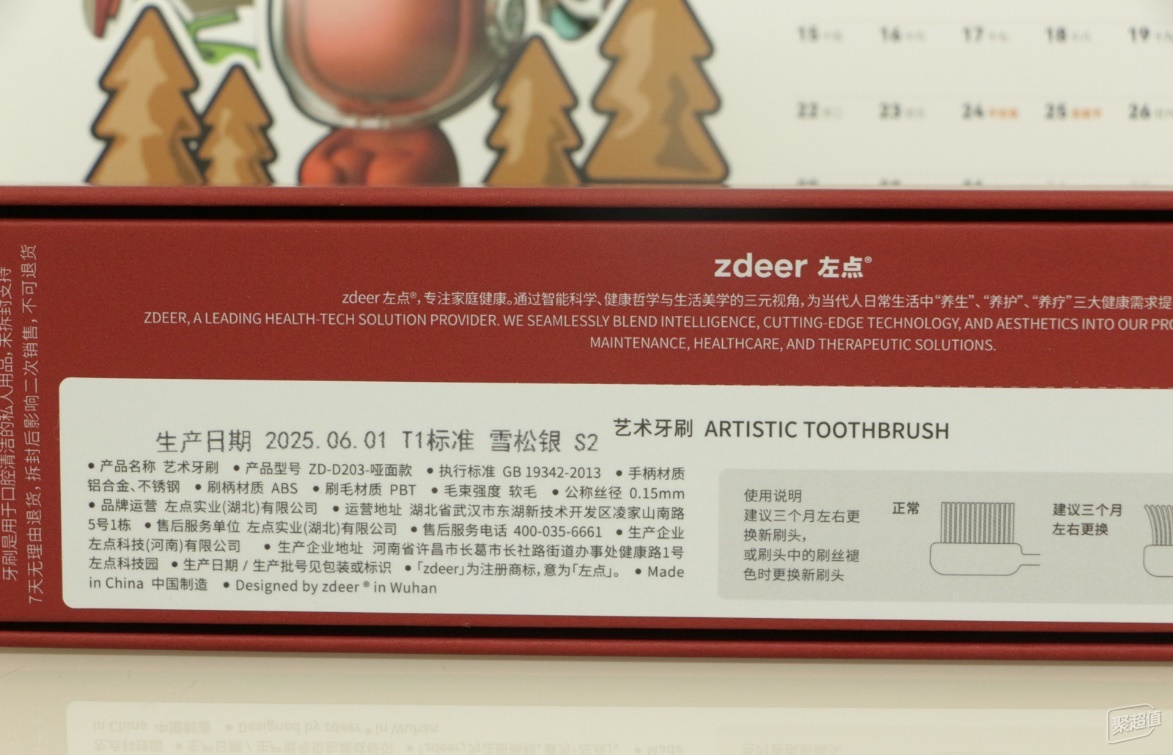 15 16 17 18 19
22 23 24 25 26
zdeer 左点®
zdeer 左点®, 专注家庭健康。通过智能科学、健康哲学与生活美学的三元视角, 为当代人日常生活中“养生”、“养护”、“养疗”三大健康需求提
ZDEER, A LEADING HEALTH-TECH SOLUTION PROVIDER. WE SEAMLESSLY BLEND INTELLIGENCE, CUTTING-EDGE TECHNOLOGY, AND AESTHETICS INTO OUR PRO
MAINTENANCE, HEALTHCARE, AND THERAPEUTIC SOLUTIONS.
牙刷是用于口腔清洁的私人用品, 未拆封支持
7天无理由退货, 拆封后影响二次销售, 不可退货
生产日期 2025.06.01 T1标准 雪松银 S2
艺术牙刷 ARTISTIC TOOTHBRUSH
• 产品名称 艺术牙刷 • 产品型号 ZD-D203-哑面款 • 执行标准 GB 19342-2013 • 手柄材质
铝合金、不锈钢 • 刷柄材质 ABS • 刷毛材质 PBT • 毛束强度 软毛 • 公称丝径 0.15mm
• 品牌运营 左点实业(湖北)有限公司 • 运营地址 湖北省武汉市东湖新技术开发区凌家山南路
5号1栋 • 售后服务单位 左点实业(湖北)有限公司 • 售后服务电话 400-035-6661 • 生产企业
左点科技(河南)有限公司 • 生产企业地址 河南省许昌市长葛市长社路街道办事处健康路1号
左点科技园 • 生产日期 / 生产批号见包装或标识 • 「zdeer」为注册商标, 意为「左点」。 • Made
in China 中国制造 • Designed by zdeer ® in Wuhan
使用说明
建议三个月左右更
换新刷头,
或刷头中的刷丝褪
色时更换新刷头
正常
建议三个月
左右更换
聚超值